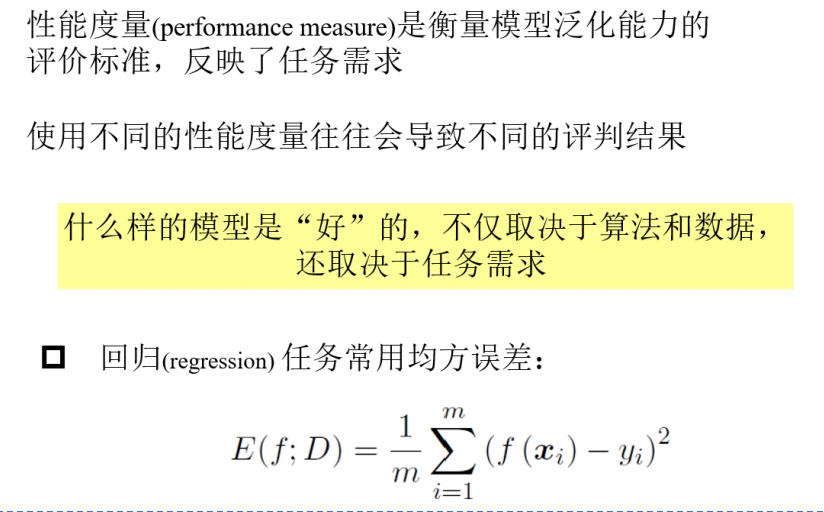 性能度量(performance measure)是衡量模型泛化能力的
评价标准，反映了任务需求
使用不同的性能度量往往会导致不同的评判结果
什么样的模型是“好”的，不仅取决于算法和数据，
还取决于任务需求
回归(regression) 任务常用均方误差：
E(f; D) = \frac{1}{m} \sum_{i=1}^{m} (f(\boldsymbol{x}_i) − y_i)^2